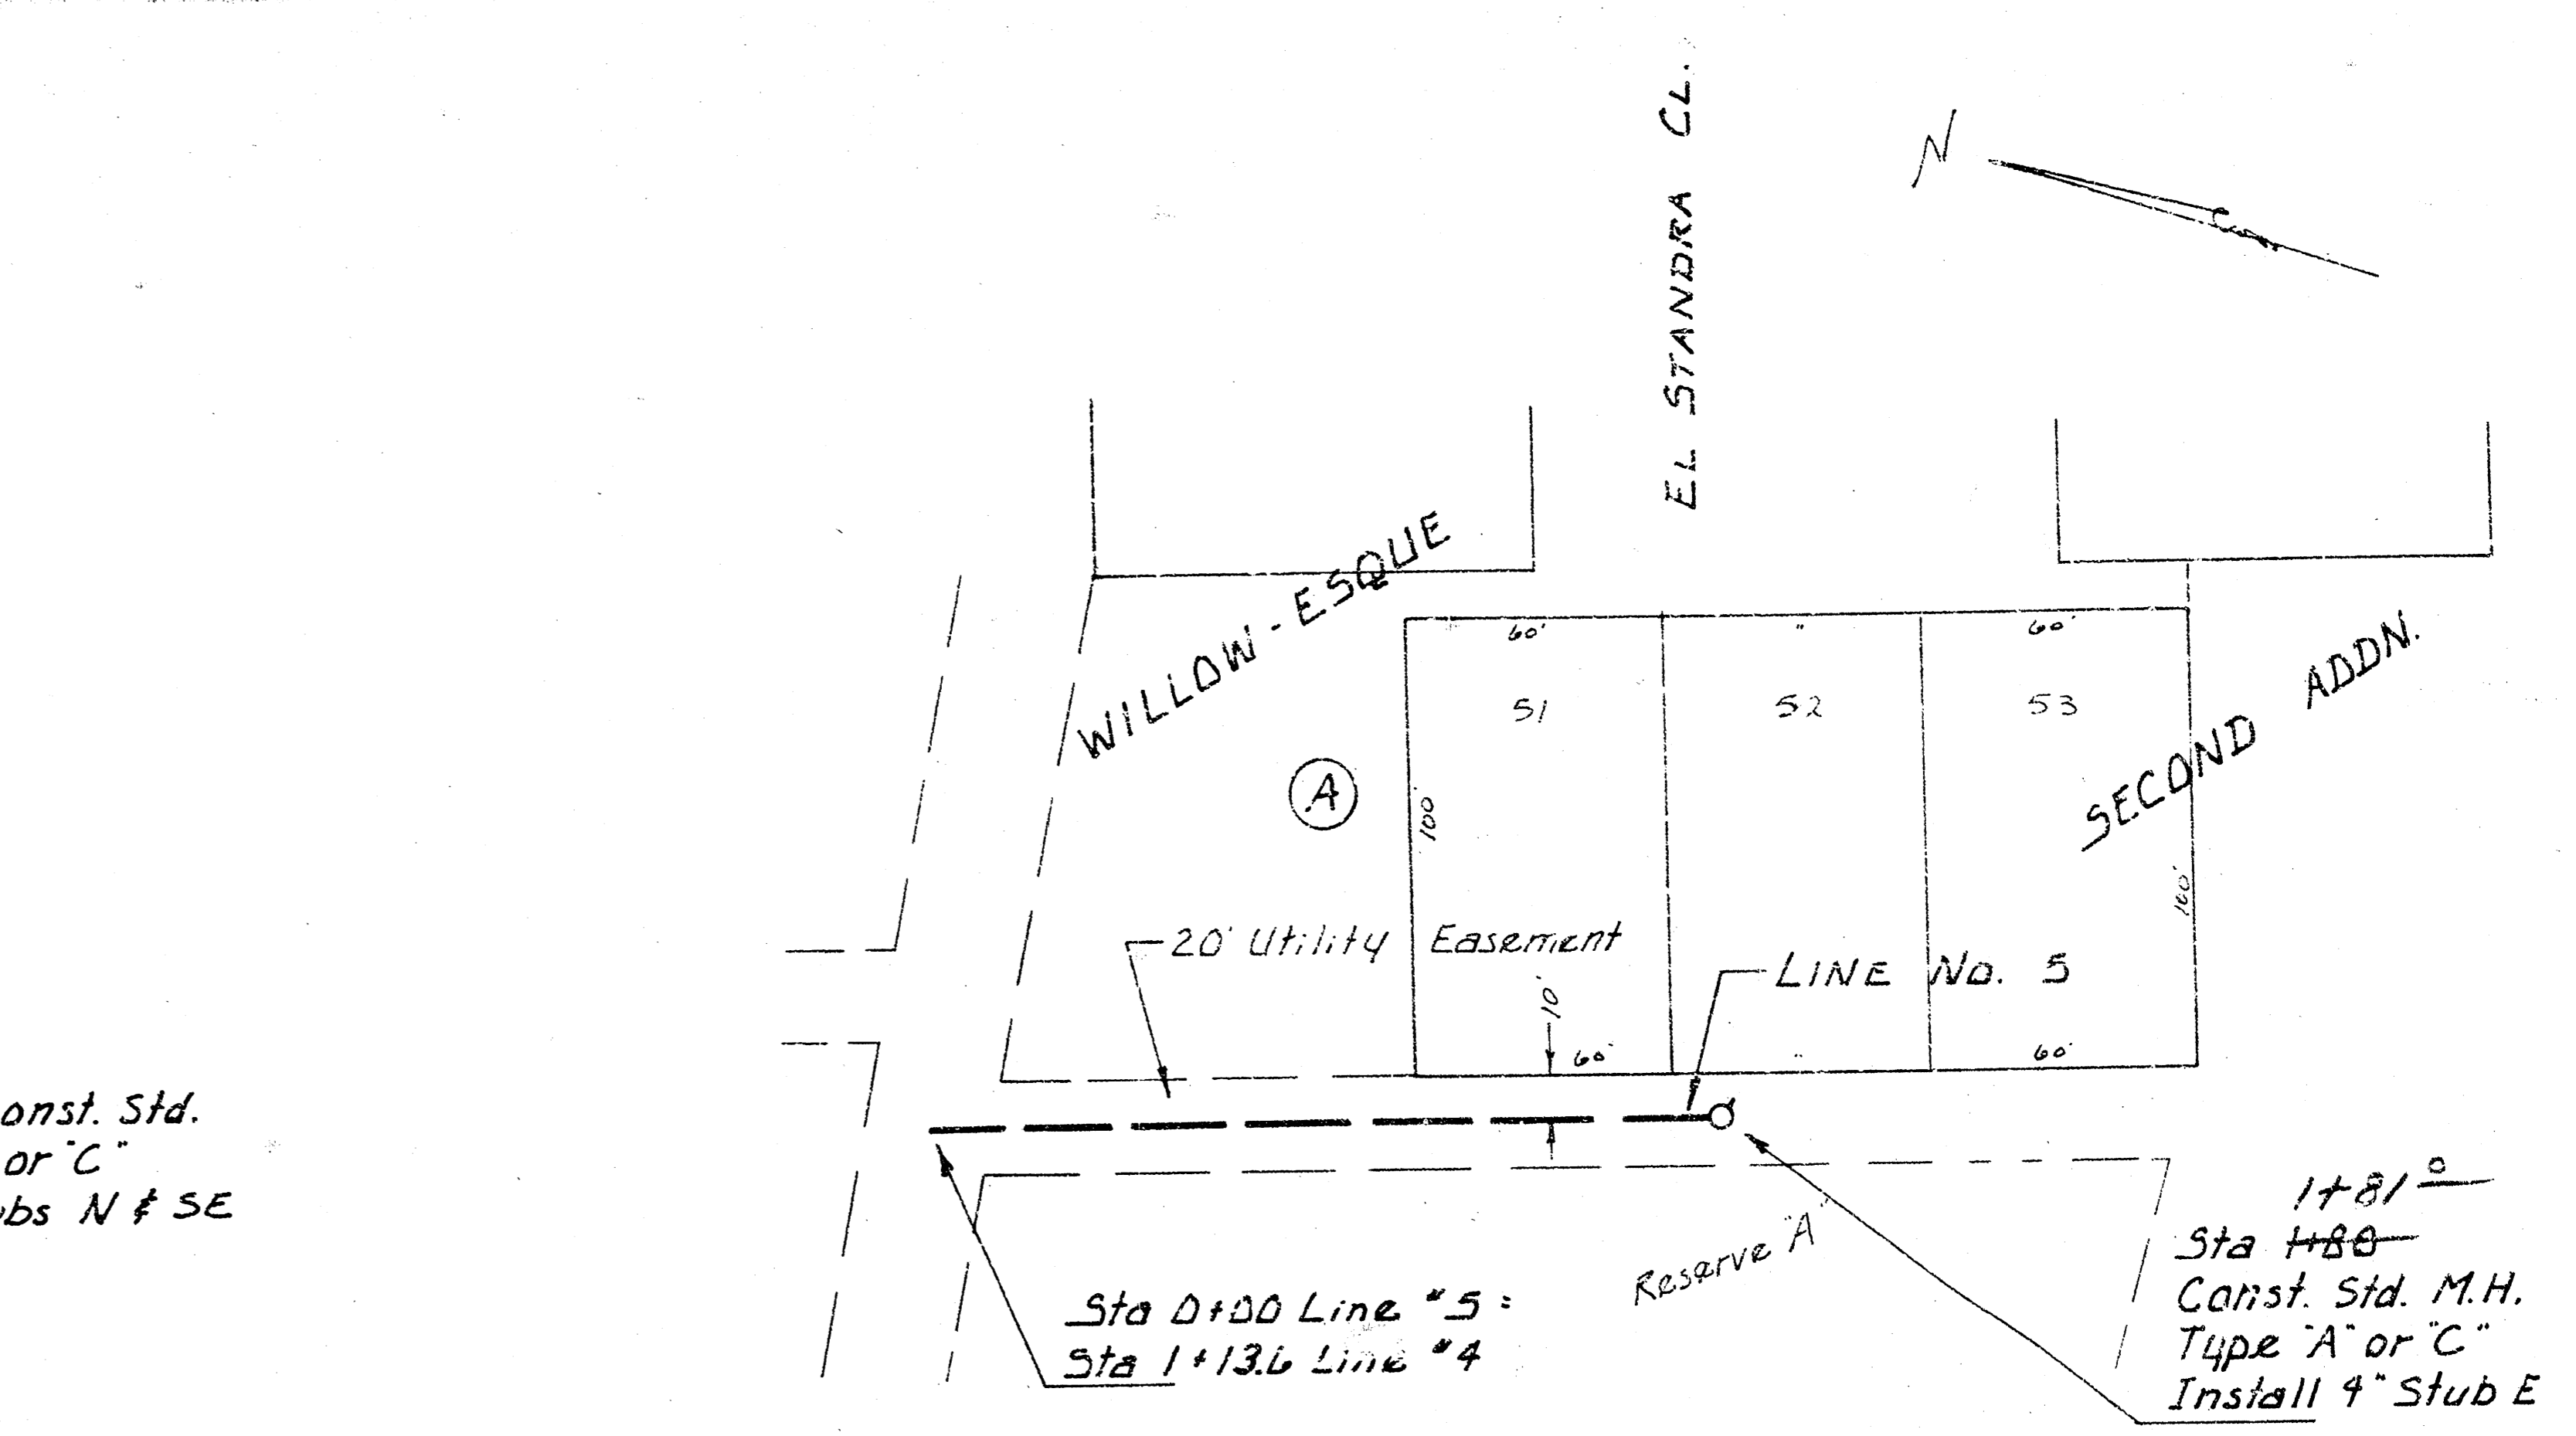 EL STANDRA CL.
N
WILLOW-ESQUE
SECOND ADDN.
60'
"
60'
51
52
53
A
100'
100'
20' Utility Easement
LINE NO. 5
10'
60'
"
60'
onst. Std.
or "C"
bs N & SE
Reserve "A"
Sta 0+00 Line #5 =
Sta 1+13.6 Line #4
1+81 0
Sta 1+80
Const. Std. M.H.
Type "A" or "C"
Install 4" Stub E